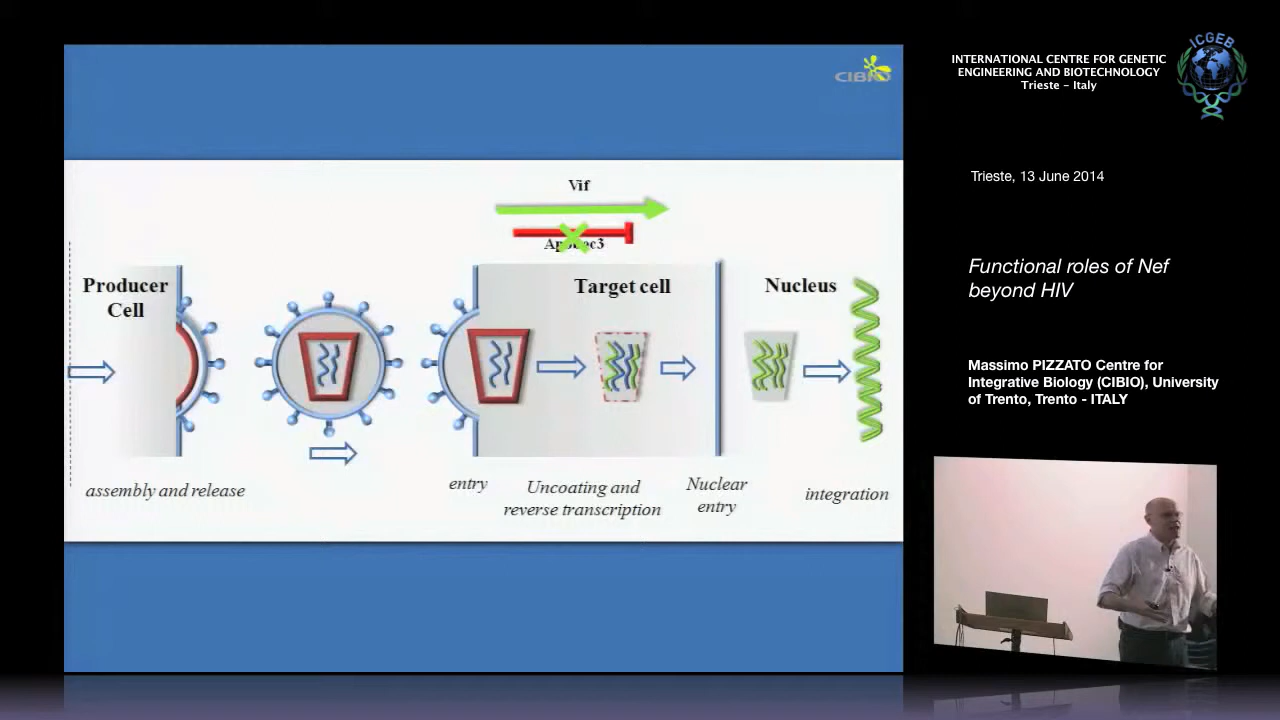 CIBIO
Vif
Apobec3
Producer
Cell
Target cell
Nucleus
assembly and release
entry
Uncoating and
reverse transcription
Nuclear
entry
integration
INTERNATIONAL CENTRE FOR GENETIC
ENGINEERING AND BIOTECHNOLOGY
Trieste - Italy
ICGEB
Trieste, 13 June 2014
Functional roles of Nef
beyond HIV
Massimo PIZZATO Centre for
Integrative Biology (CIBIO), University
of Trento, Trento - ITALY